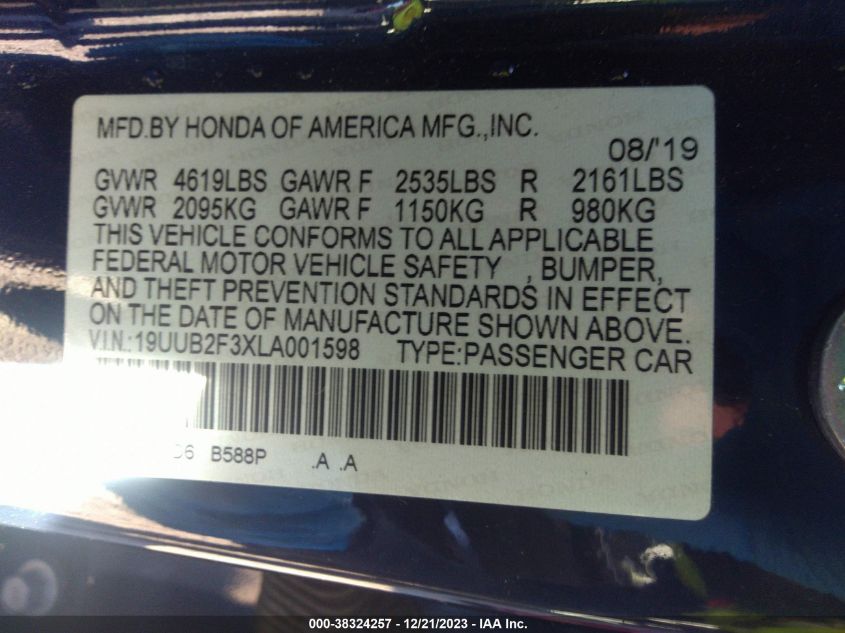 MFD.BY HONDA OF AMERICA MFG.,INC.
08/'19
GVWR 4619LBS GAWR F 2535LBS R 2161LBS
GVWR 2095KG GAWR F 1150KG R 980KG
THIS VEHICLE CONFORMS TO ALL APPLICABLE
FEDERAL MOTOR VEHICLE SAFETY , BUMPER,
AND THEFT PREVENTION STANDARDS IN EFFECT
ON THE DATE OF MANUFACTURE SHOWN ABOVE.
V.I.N.:19UUB2F3XLA001598 TYPE:PASSENGER CAR
B588P .A .A
000-38324257 - 12/21/2023 - IAA Inc.